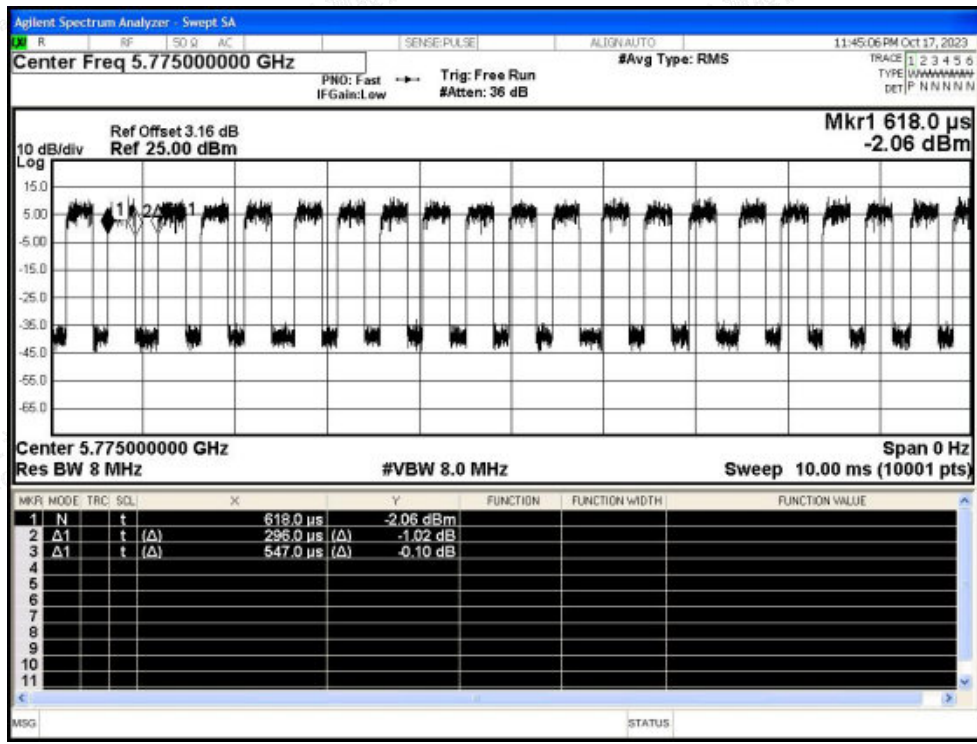 Agilent Spectrum Analyzer - Swept SA
LXI R RF 50 Ω AC SENSE:PULSE ALIGNAUTO 11:45:06 PM Oct 17, 2023
Center Freq 5.775000000 GHz #Avg Type: RMS TRACE 1 2 3 4 5 6
PNO: Fast Trig: Free Run TYPE
IFGain:Low #Atten: 36 dB DET P N N N N N
Mkr1 618.0 µs
Ref Offset 3.16 dB
10 dB/div Ref 25.00 dBm -2.06 dBm
Log
15.0
5.00
-5.00
-15.0
-25.0
-35.0
-45.0
-55.0
-65.0
Center 5.775000000 GHz Span 0 Hz
Res BW 8 MHz #VBW 8.0 MHz Sweep 10.00 ms (10001 pts)
MKR MODE TRC SCL X Y FUNCTION FUNCTION WIDTH FUNCTION VALUE
1 N t 618.0 µs -2.06 dBm
2 Δ1 t (Δ) 296.0 µs (Δ) -1.02 dB
3 Δ1 t (Δ) 547.0 µs (Δ) -0.10 dB
4
5
6
7
8
9
10
11
MSG STATUS